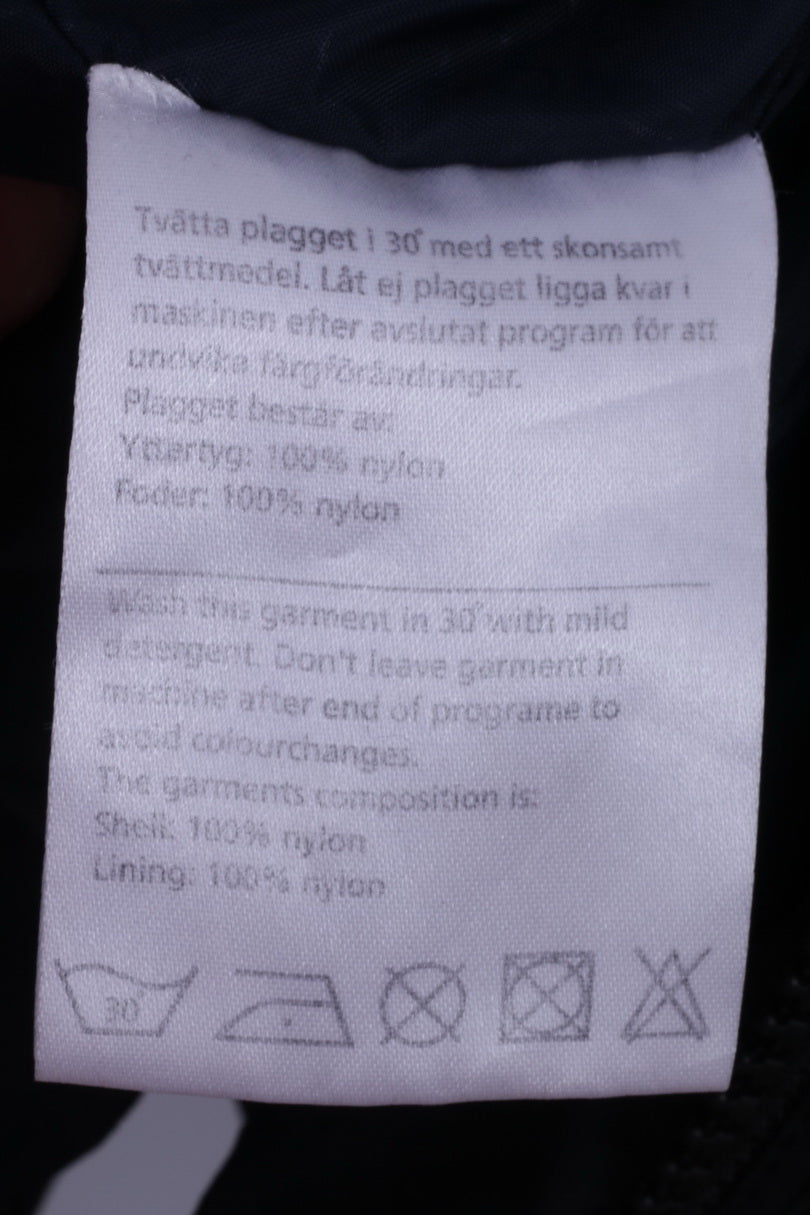 Tvätta plagget i 30° med ett skonsamt
tvättmedel. Låt ej plagget ligga kvar i
maskinen efter avslutat program för att
undvika färgförändringar.
Plagget består av:
Yttertyg: 100% nylon
Foder: 100% nylon
Wash this garment in 30° with mild
detergent. Don't leave garment in
machine after end of programe to
avoid colourchanges.
The garments composition is:
Shell: 100% nylon
Lining: 100% nylon
30